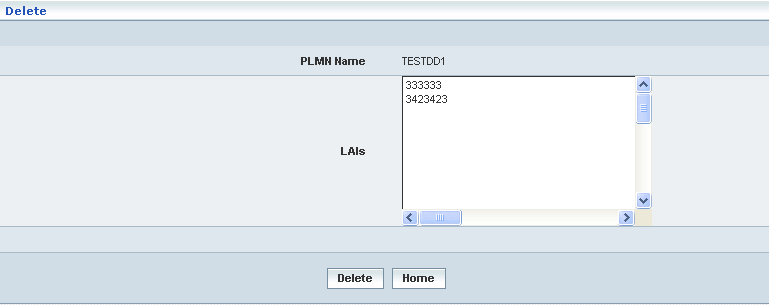 Delete
PLMN Name TESTDD1
333333
3423423
LAIs
Delete Home